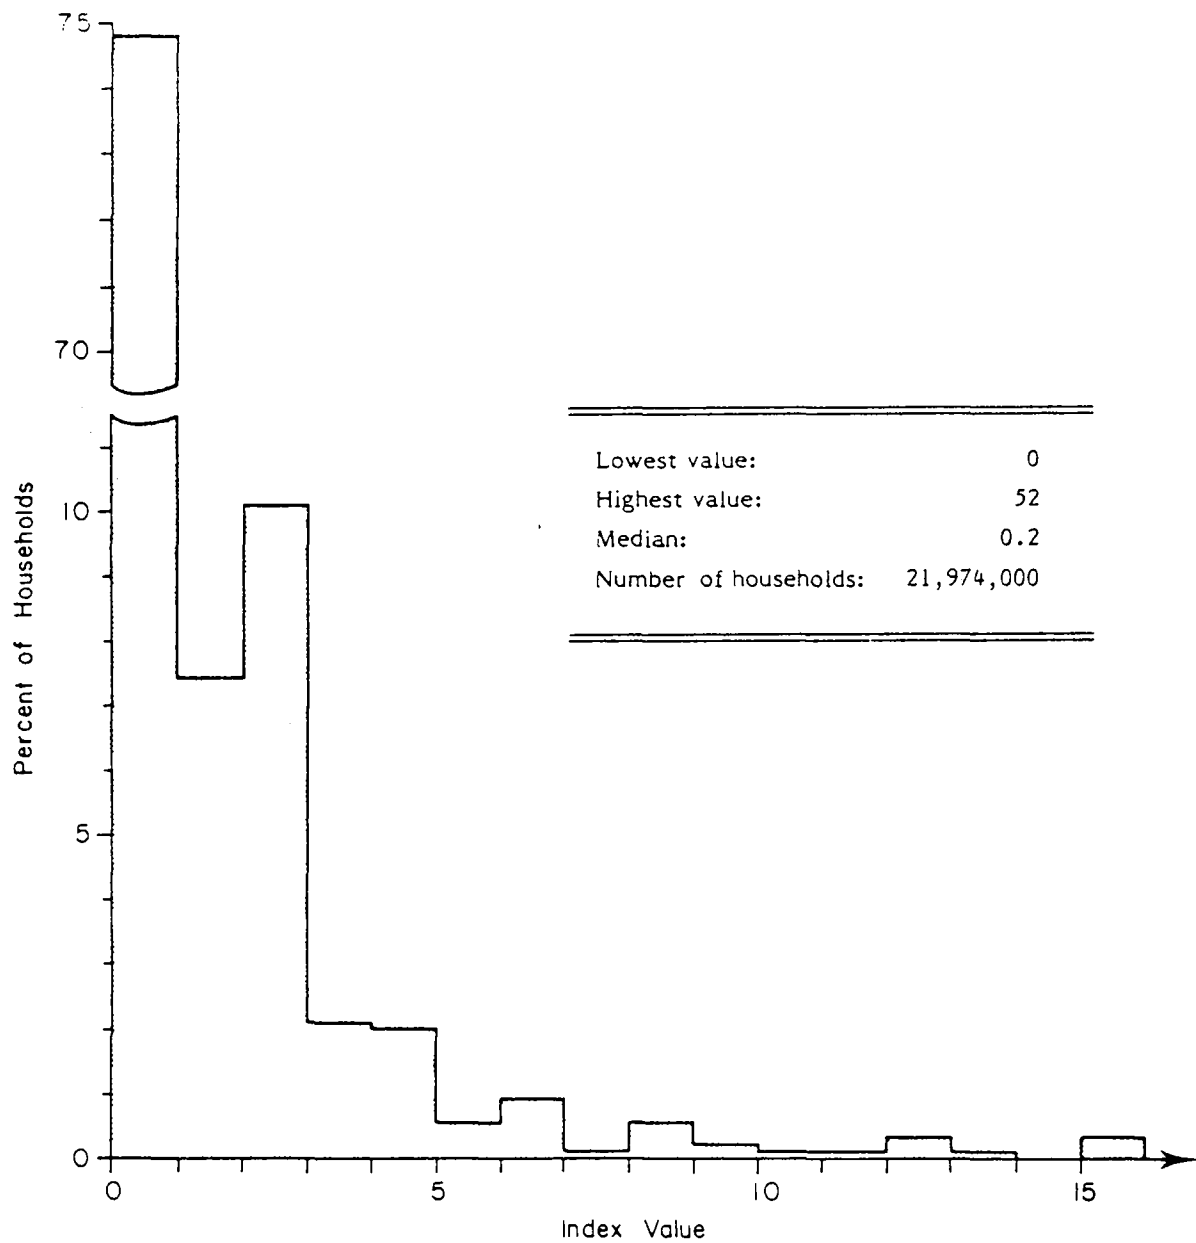 75
70
10
5
0
Percent of Households
Lowest value: 0
Highest value: 52
Median: 0.2
Number of households: 21,974,000
0 5 10 15
Index Value